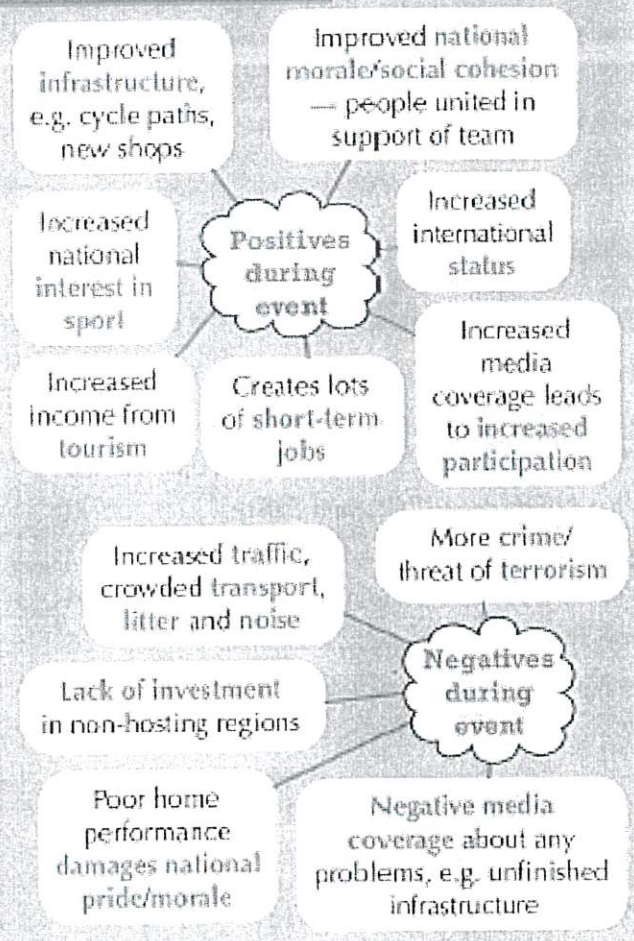 Improved
infrastructure,
e.g. cycle paths,
new shops
Improved national
morale/social cohesion
— people united in
support of team
Increased
national
interest in
sport
Positives
during
event
Increased
international
status
Increased
income from
tourism
Creates lots
of short-term
jobs
Increased
media
coverage leads
to increased
participation
Increased traffic,
crowded transport,
litter and noise
More crime/
threat of terrorism
Lack of investment
in non-hosting regions
Negatives
during
event
Poor home
performance
damages national
pride/morale
Negative media
coverage about any
problems, e.g. unfinished
infrastructure